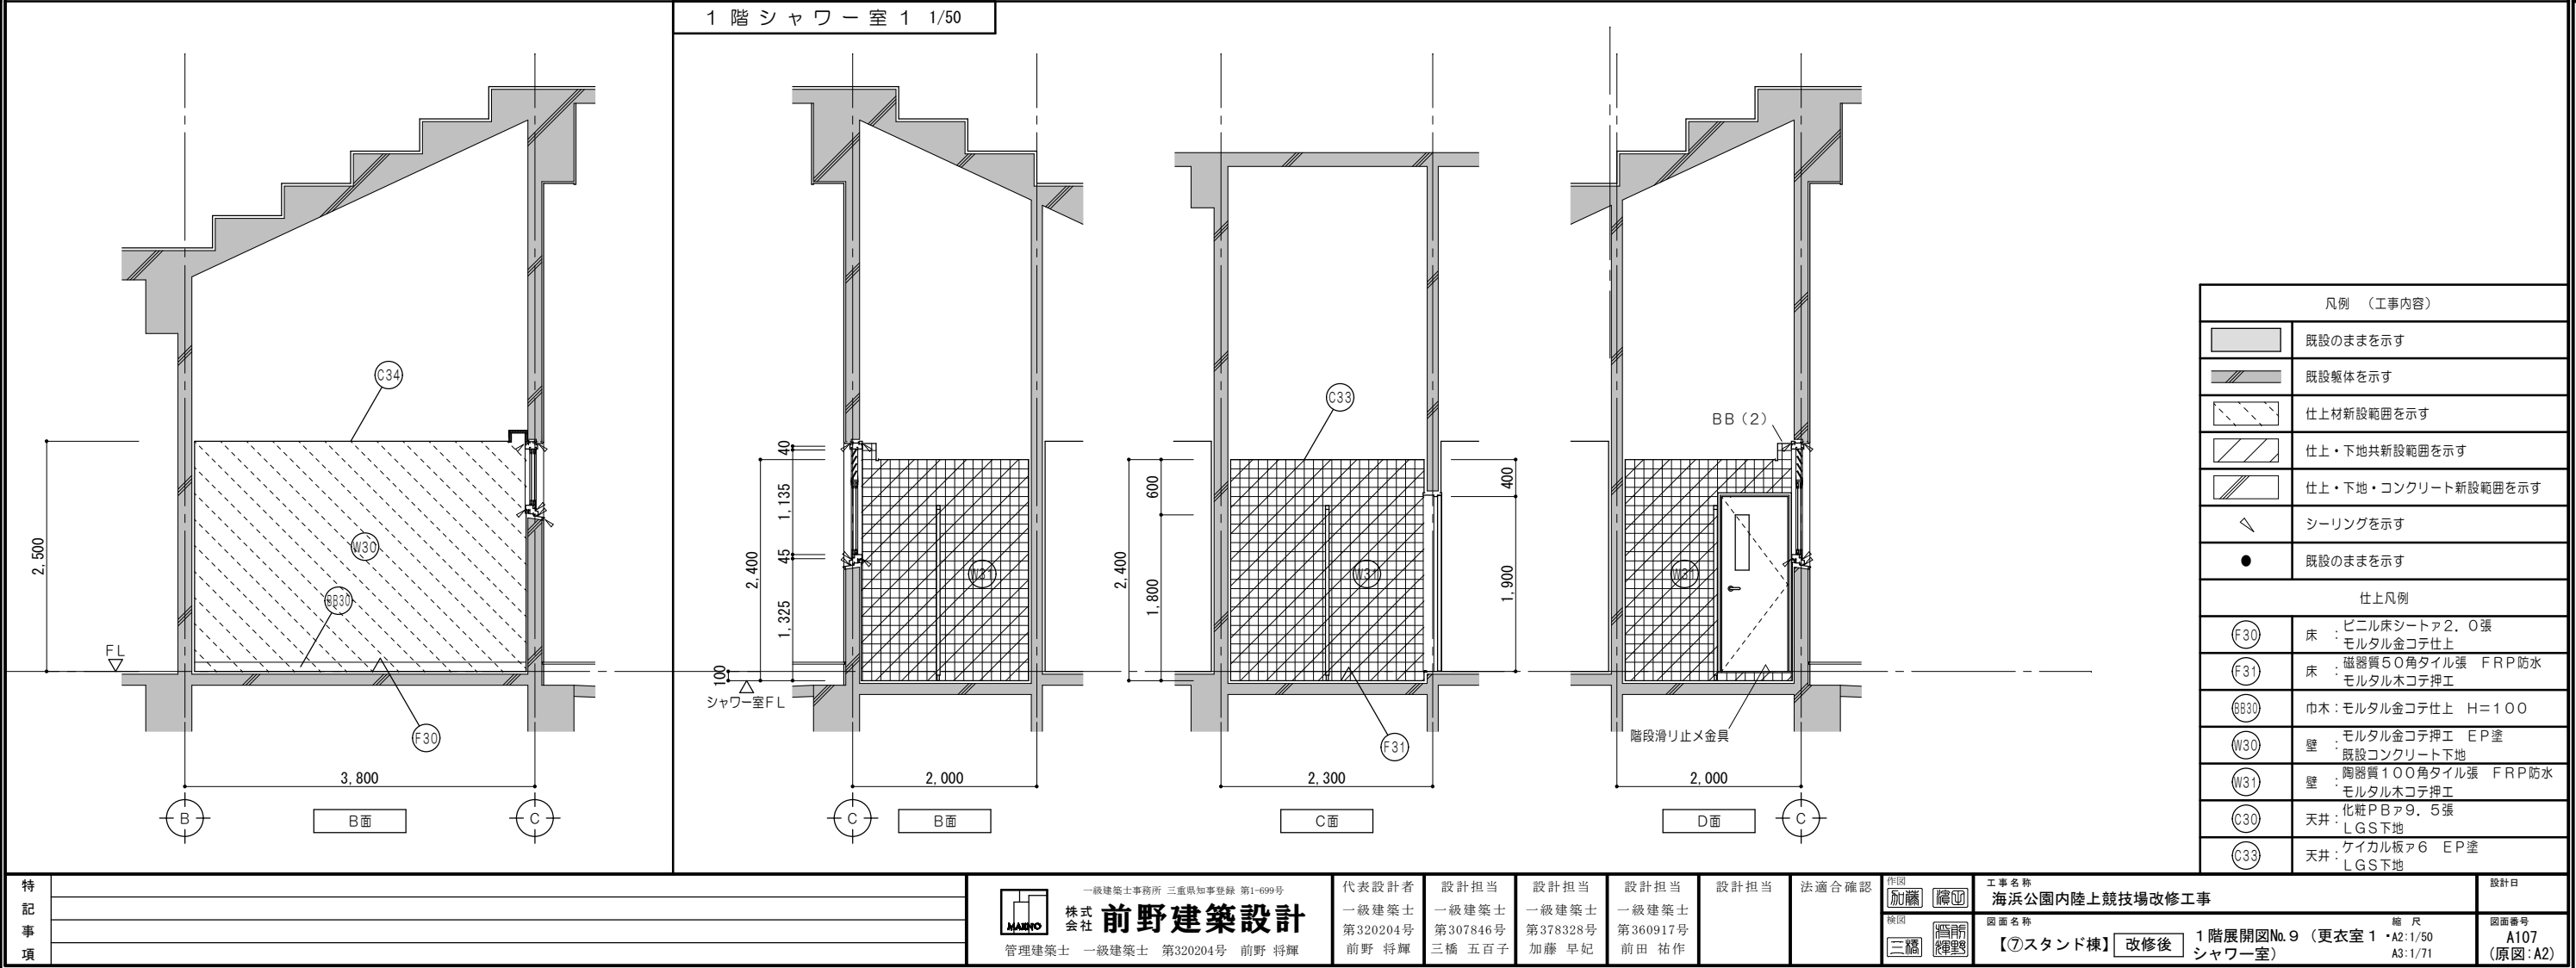 1階シャワー室1 1/50
C34
W30
BB30
F30
2,500
FL
3,800
B
C
B面
40
1,135
45
1,325
2,400
100
シャワー室FL
W31
2,000
C
B面
C33
600
1,800
2,400
400
1,900
W31
F31
2,300
C面
BB(2)
W31
階段滑リ止メ金具
2,000
D面
C
凡例 (工事内容)
既設のままを示す
既設躯体を示す
仕上材新設範囲を示す
仕上・下地共新設範囲を示す
仕上・下地・コンクリート新設範囲を示す
シーリングを示す
既設のままを示す
仕上凡例
F30 床 : ビニル床シートァ2.0張
モルタル金コテ仕上
F31 床 : 磁器質50角タイル張 FRP防水
モルタル木コテ押エ
BB30 巾木:モルタル金コテ仕上 H=100
W30 壁 : モルタル金コテ押エ EP塗
既設コンクリート下地
W31 壁 : 陶器質100角タイル張 FRP防水
モルタル木コテ押エ
C30 天井: 化粧PBァ9.5張
LGS下地
C33 天井: ケイカル板ァ6 EP塗
LGS下地
特記事項
MAENO
一級建築士事務所 三重県知事登録 第1-699号
株式会社 前野建築設計
管理建築士 一級建築士 第320204号 前野 将輝
代表設計者
一級建築士
第320204号
前野 将輝
設計担当
一級建築士
第307846号
三橋 五百子
設計担当
一級建築士
第378328号
加藤 早妃
設計担当
一級建築士
第360917号
前田 祐作
設計担当
法適合確認
作図
加藤
検図
三橋
工事名称
海浜公園内陸上競技場改修工事
図面名称
【⑦スタンド棟】 改修後 1階展開図No.9 (更衣室1・シャワー室)
縮 尺
A2:1/50
A3:1/71
設計日
図面番号
A107
(原図:A2)